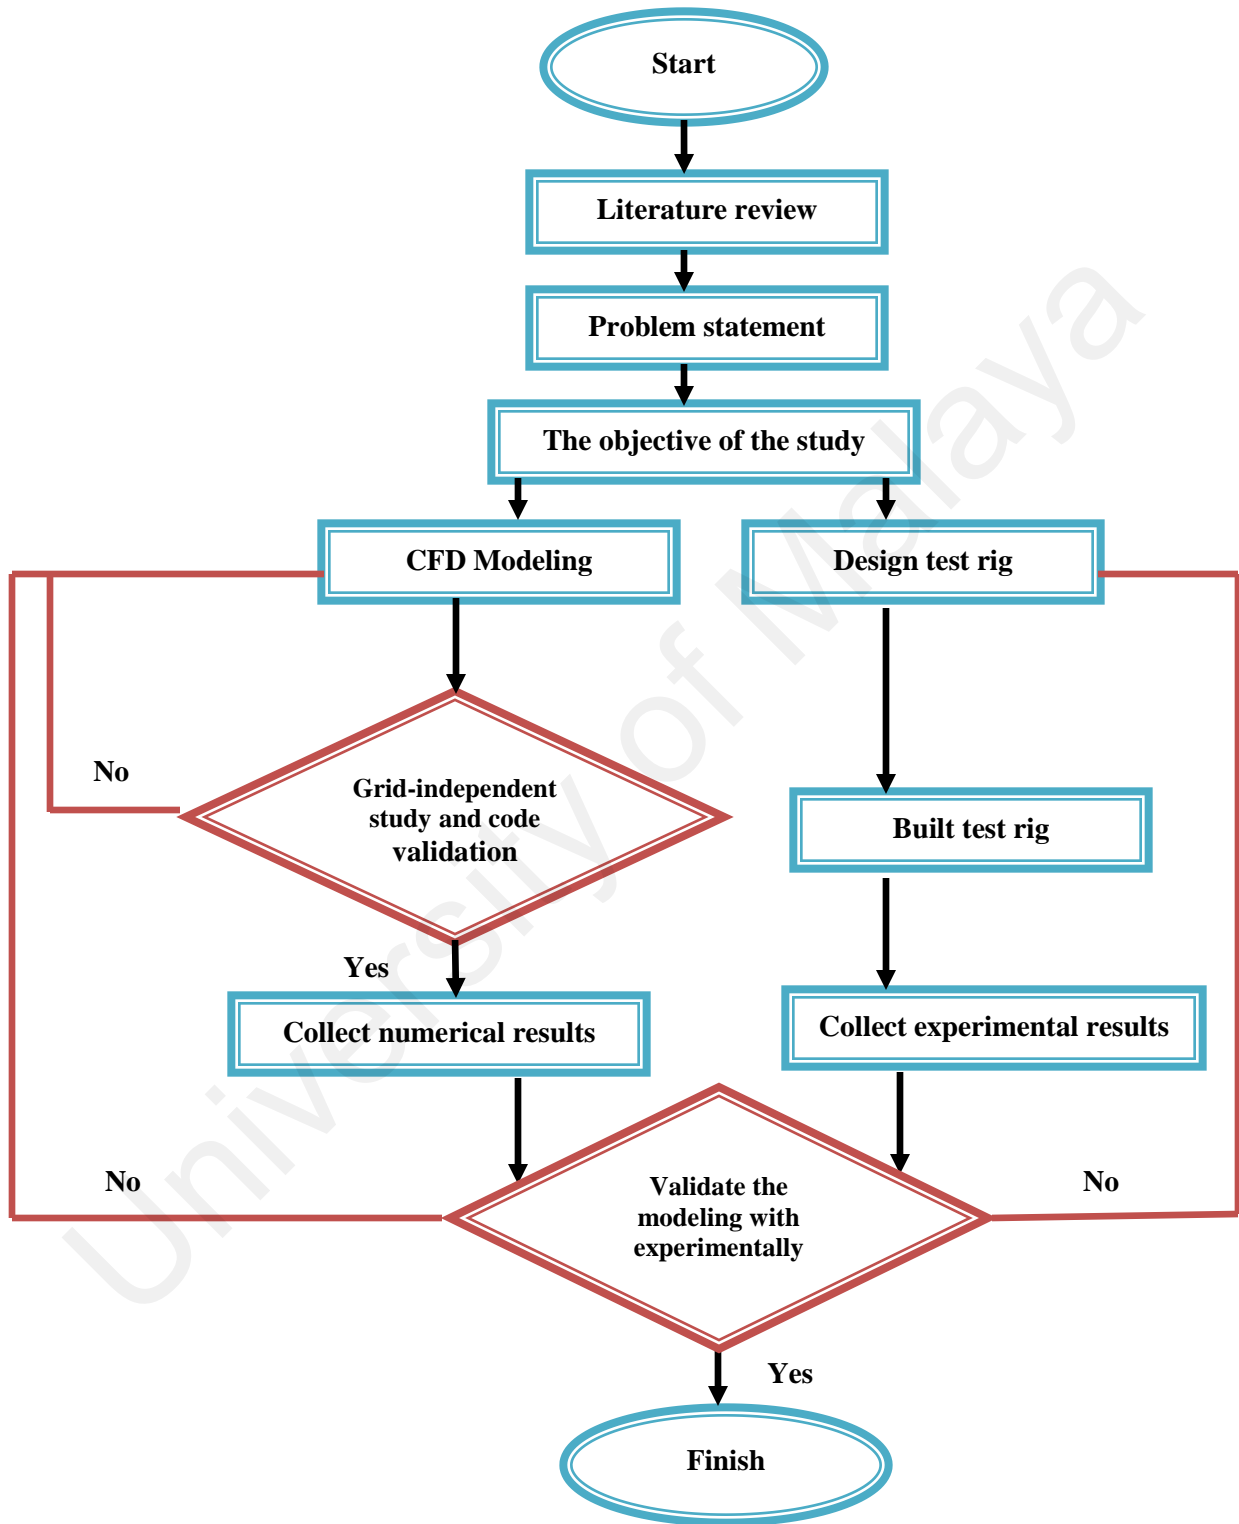 Start
Literature review
Problem statement
The objective of the study
CFD Modeling
Design test rig
No
Grid-independent
study and code
validation
Built test rig
Yes
Collect numerical results
Collect experimental results
No
Validate the
modeling with
experimentally
No
Yes
Finish
University of Malaya